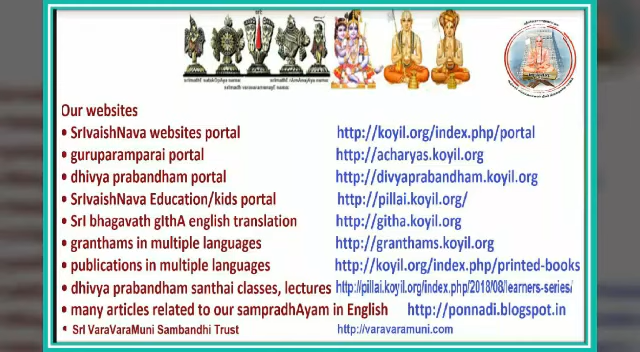 Our websites
• SrIvaishNava websites portal http://koyil.org/index.php/portal
• guruparamparai portal http://acharyas.koyil.org
• dhivya prabandham portal http://divyaprabandham.koyil.org
• SrIvaishNava Education/kids portal http://pillai.koyil.org/
• SrI bhagavath gIthA english translation http://githa.koyil.org
• granthams in multiple languages http://granthams.koyil.org
• publications in multiple languages http://koyil.org/index.php/printed-books
• dhivya prabandham santhai classes, lectures http://pillai.koyil.org/index.php/2018/08/learners-series/
• many articles related to our sampradhAyam in English http://ponnadi.blogspot.in
• SrI VaraVaraMuni Sambandhi Trust http://varavaramuni.com